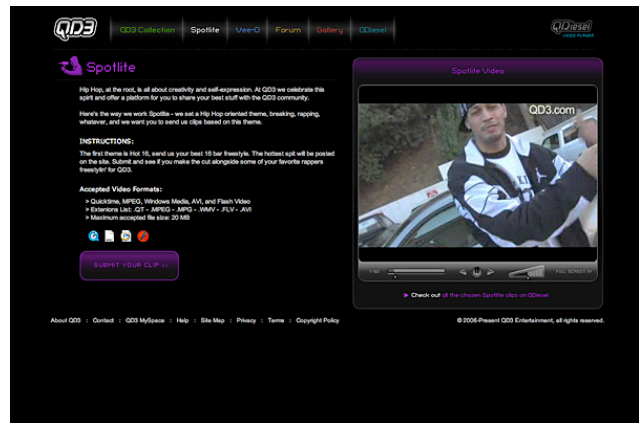 QD3
QD3 Collection
Spotlite
Vee-O
Forum
Gallery
QDiesel
QDiesel
VIDEO PLANET
Spotlite
Hip Hop, at the root, is all about creativity and self-expression. At QD3 we celebrate this
spirit and offer a platform for you to share your best stuff with the QD3 community.
Here's the way we work Spotlite - we set a Hip Hop oriented theme, breaking, rapping,
whatever, and we want you to send us clips based on this theme.
INSTRUCTIONS:
The first theme is Hot 16, send us your best 16 bar freestyle. The hottest spit will be posted
on the site. Submit and see if you make the cut alongside some of your favorite rappers
freestylin' for QD3.
Accepted Video Formats:
> Quicktime, MPEG, Windows Media, AVI, and Flash Video
> Extenions List: .QT - .MPEG - .MPG - .WMV - .FLV - .AVI
> Maximum accepted file size: 20 MB
SUBMIT YOUR CLIP >>
Spotlite Video
QD3.com
FULL SCREEN >>
Check out all the chosen Spotlite clips on QDiesel
About QD3 : Contact : QD3 MySpace : Help : Site Map : Privacy : Terms : Copyright Policy
© 2006-Present QD3 Entertainment, all rights reserved.